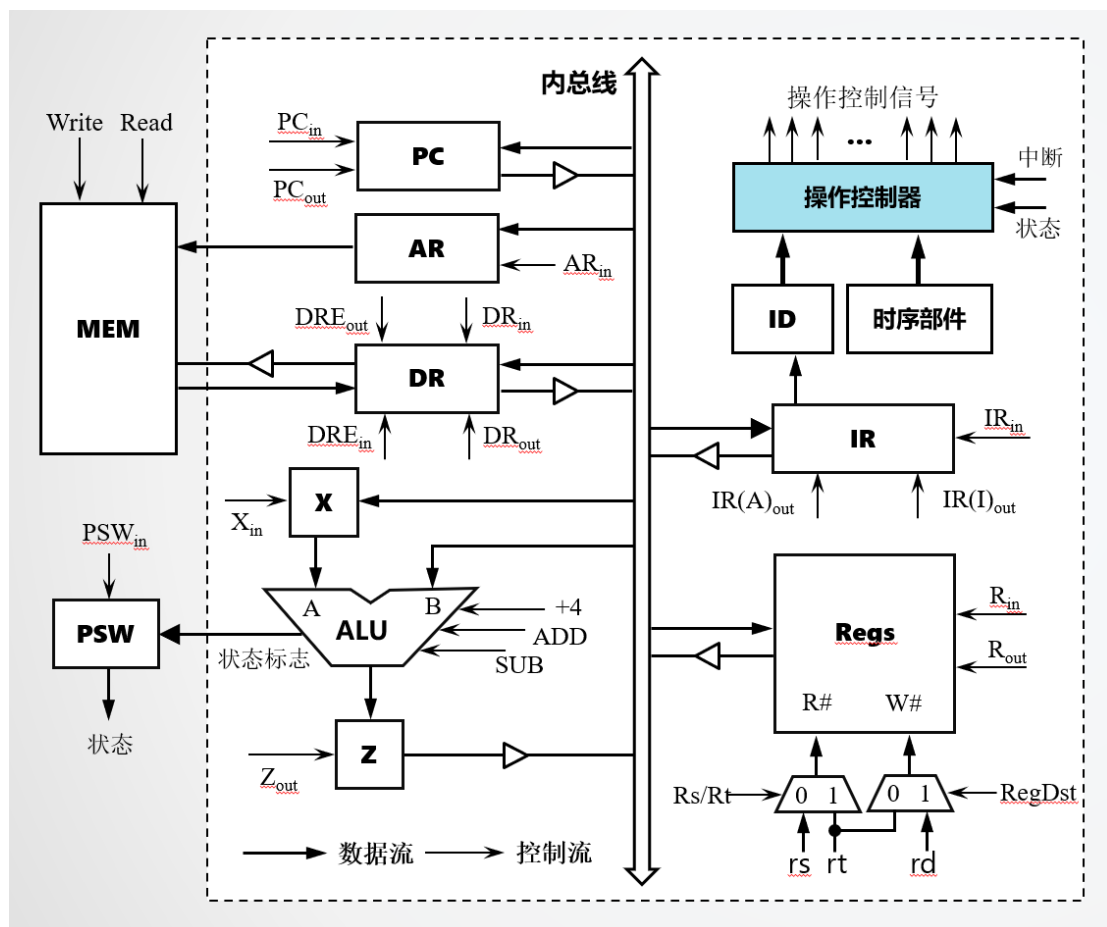 内总线
Write Read
MEM
PCin
PCout
PC
AR
ARin
DREout DRin
DR
DREin DRout
X
Xin
PSWin
PSW
状态
A B
ALU
+4
ADD
SUB
状态标志
Z
Zout
数据流 控制流
操作控制信号
...
操作控制器
中断
状态
ID
时序部件
IR
IRin
IR(A)out IR(I)out
Regs
Rin
Rout
R# W#
Rs/Rt 0 1 0 1 RegDst
rs rt rd